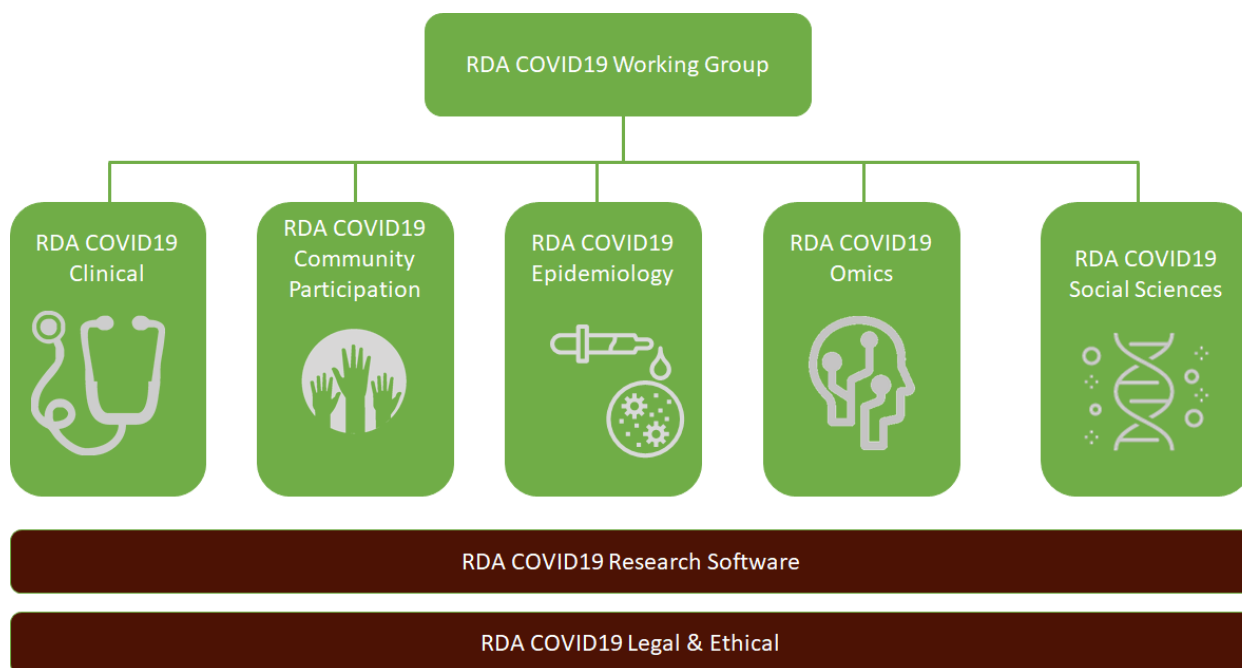 RDA COVID19 Working Group
RDA COVID19
Clinical
RDA COVID19
Community
Participation
RDA COVID19
Epidemiology
RDA COVID19
Omics
RDA COVID19
Social Sciences
RDA COVID19 Research Software
RDA COVID19 Legal & Ethical